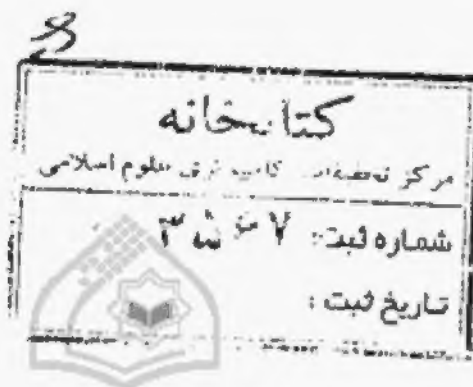 کتابخانه
مرکز تحقیقات کامپیوتری علوم اسلامی
شماره ثبت:
تاریخ ثبت: